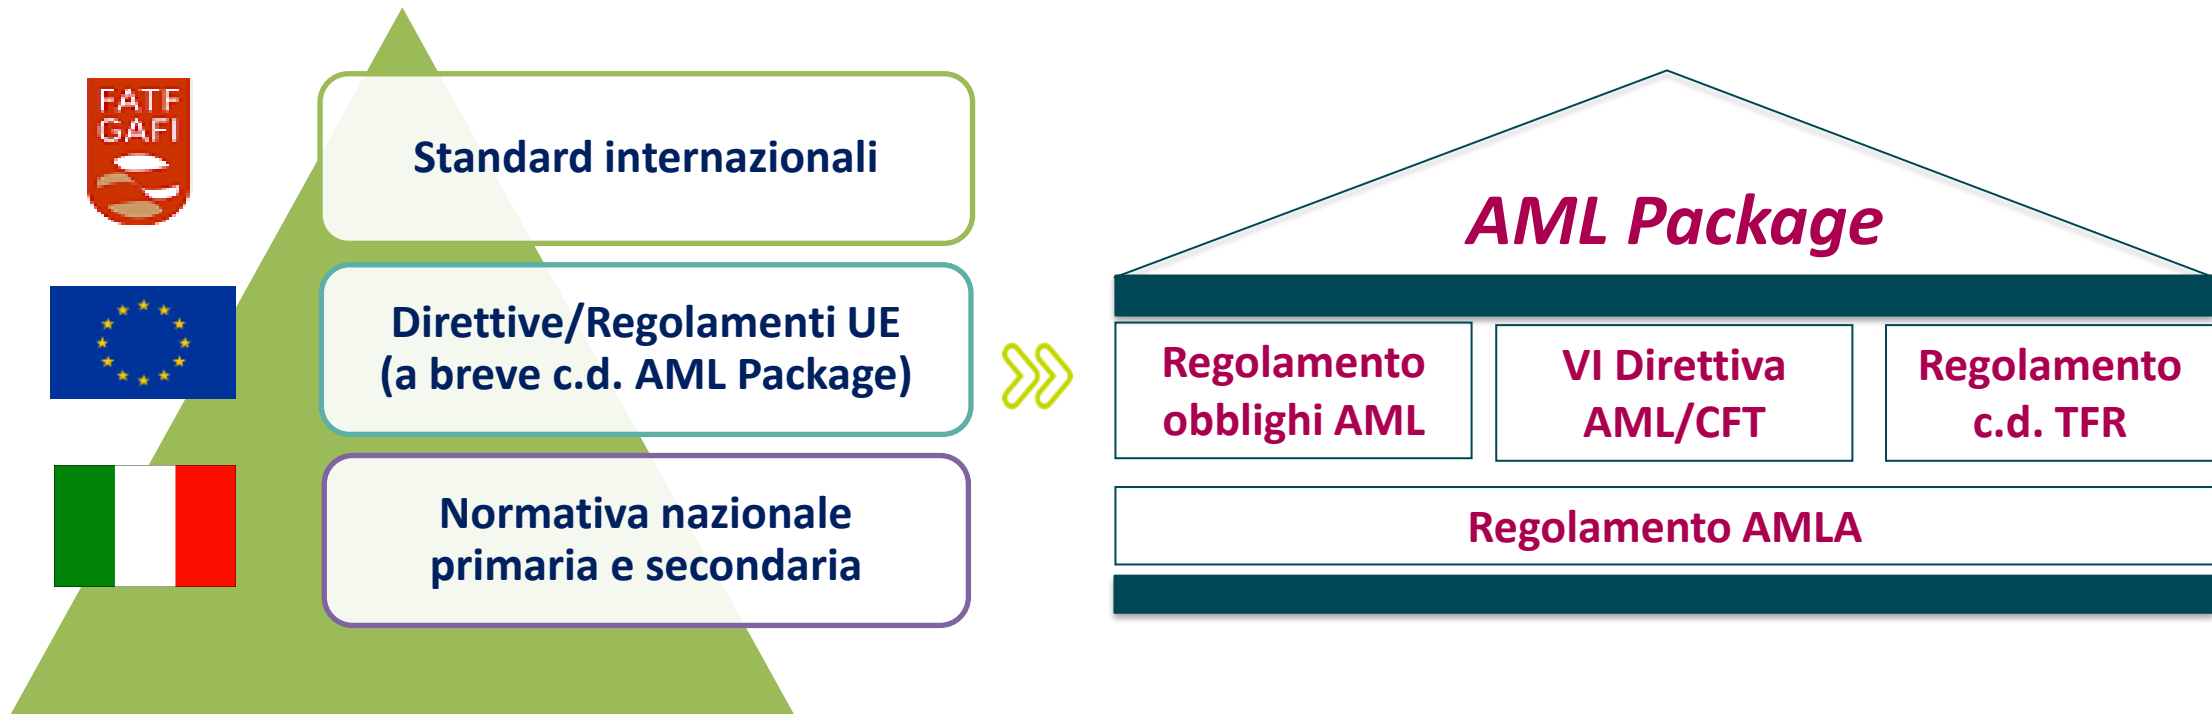 FATF
GAFI
Standard internazionali
Direttive/Regolamenti UE
(a breve c.d. AML Package)
Normativa nazionale
primaria e secondaria
AML Package
Regolamento
obblighi AML
VI Direttiva
AML/CFT
Regolamento
c.d. TFR
Regolamento AMLA